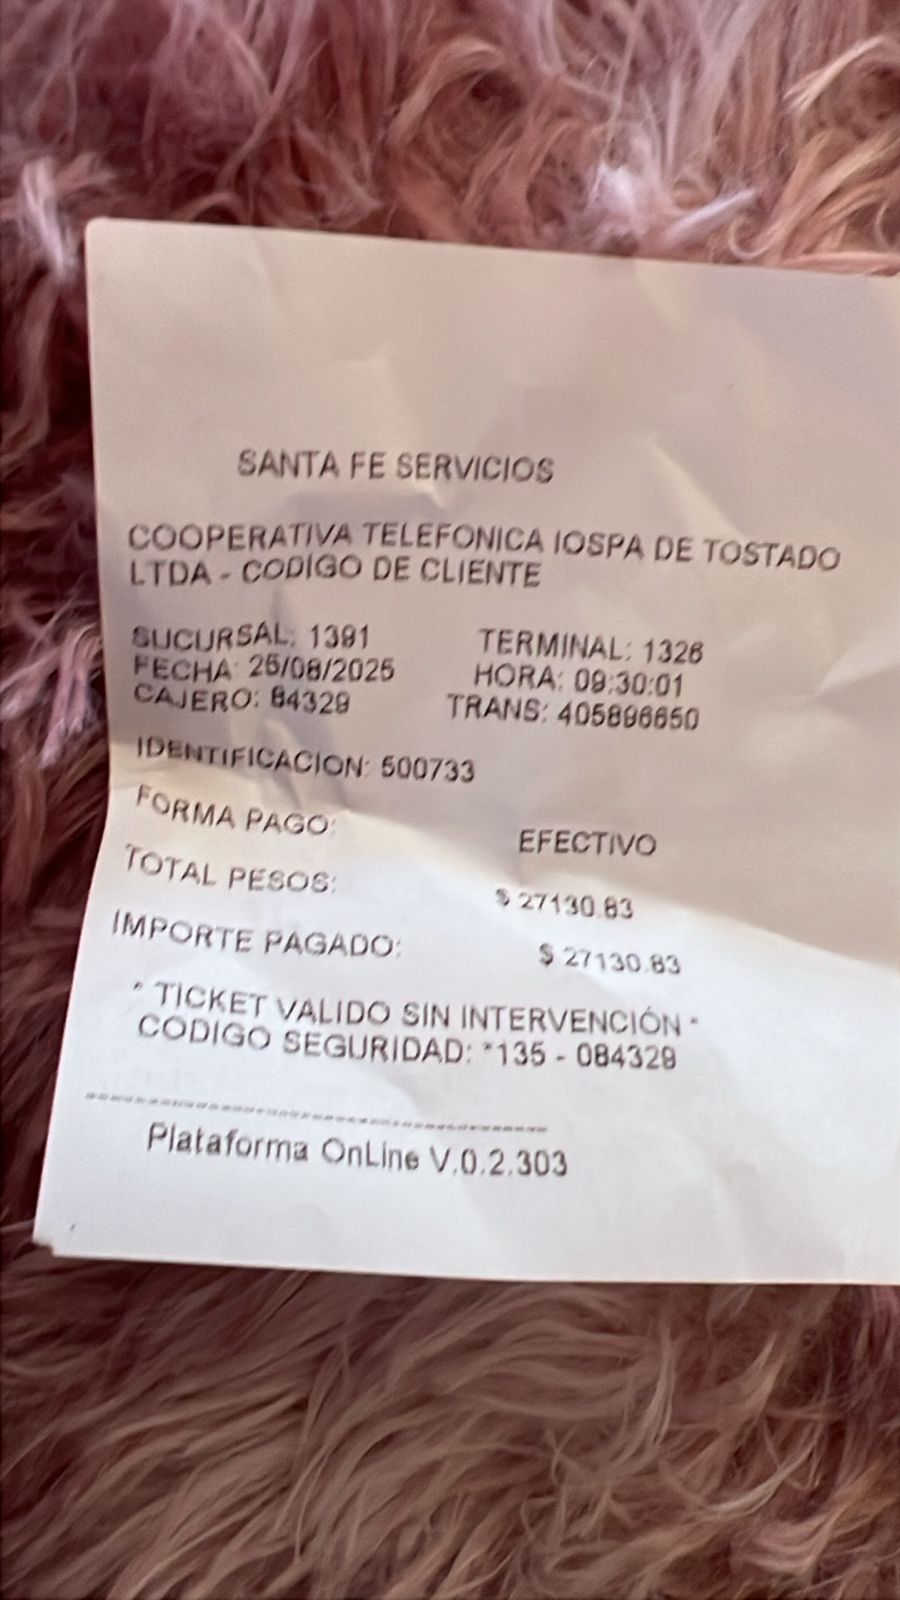 SANTA FE SERVICIOS
COOPERATIVA TELEFONICA IOSPA DE TOSTADO
LTDA - CODIGO DE CLIENTE
SUCURSAL: 1391 TERMINAL: 1326
FECHA: 25/08/2025 HORA: 09:30:01
CAJERO: 84329 TRANS: 405896650
IDENTIFICACION: 500733
FORMA PAGO: EFECTIVO
TOTAL PESOS: $ 27130.83
IMPORTE PAGADO: $ 27130.83
* TICKET VALIDO SIN INTERVENCIÓN *
CODIGO SEGURIDAD: *135 - 084329
Plataforma OnLine V.0.2.303